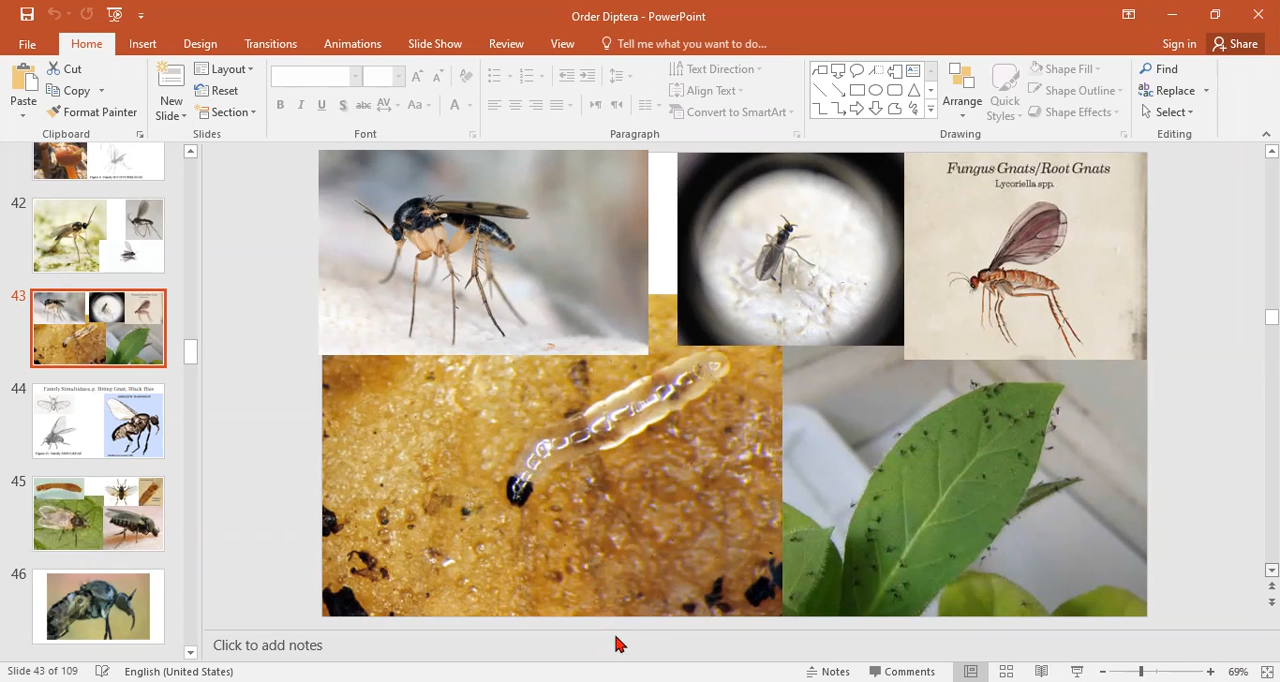 Order Diptera - PowerPoint
File
Home
Insert
Design
Transitions
Animations
Slide Show
Review
View
Tell me what you want to do...
Sign in
Share
Paste
Cut
Copy
Format Painter
Clipboard
New
Slide
Layout
Reset
Section
Slides
B I U S abc AV Aa A
Font
Text Direction
Align Text
Convert to SmartArt
Paragraph
Arrange
Quick
Styles
Shape Fill
Shape Outline
Shape Effects
Drawing
Find
Replace
Select
Editing
42
43
44
45
46
Fungus Gnats/Root Gnats
Lycoriella spp.
Click to add notes
Slide 43 of 109
English (United States)
Notes
Comments
69%